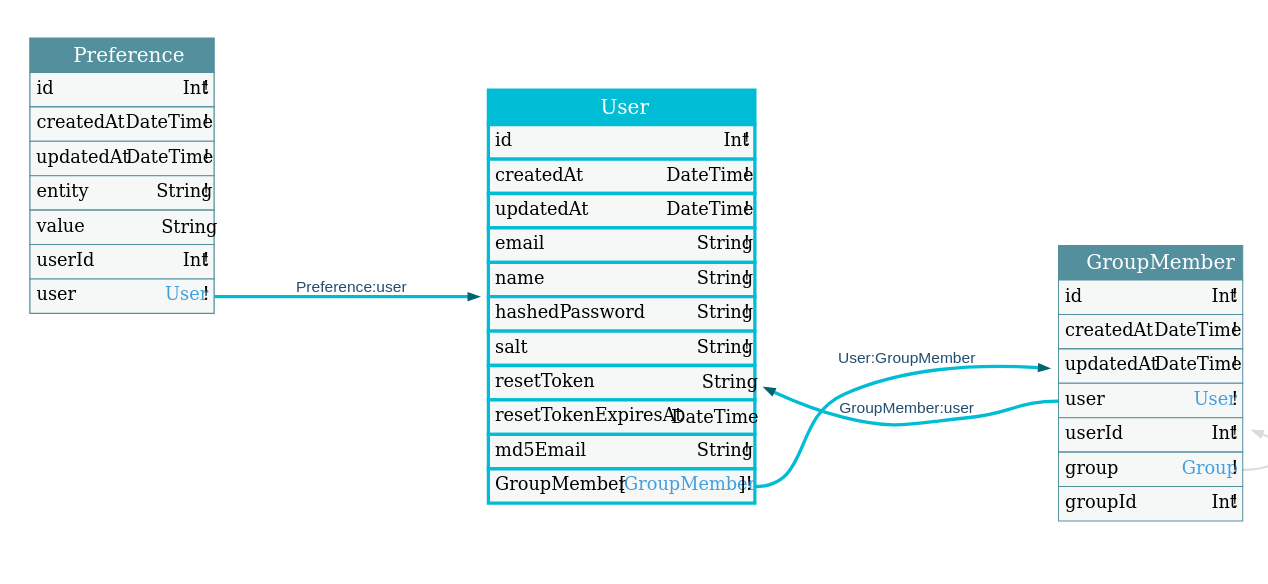 Preference
id Int!
createdAt DateTime!
updatedAt DateTime!
entity String!
value String
userId Int!
user User!
Preference:user
User
id Int!
createdAt DateTime!
updatedAt DateTime!
email String!
name String!
hashedPassword String!
salt String!
resetToken String
resetTokenExpiresAt DateTime
md5Email String!
GroupMember [GroupMember]!
User:GroupMember
GroupMember:user
GroupMember
id Int!
createdAt DateTime!
updatedAt DateTime!
user User!
userId Int!
group Group!
groupId Int!